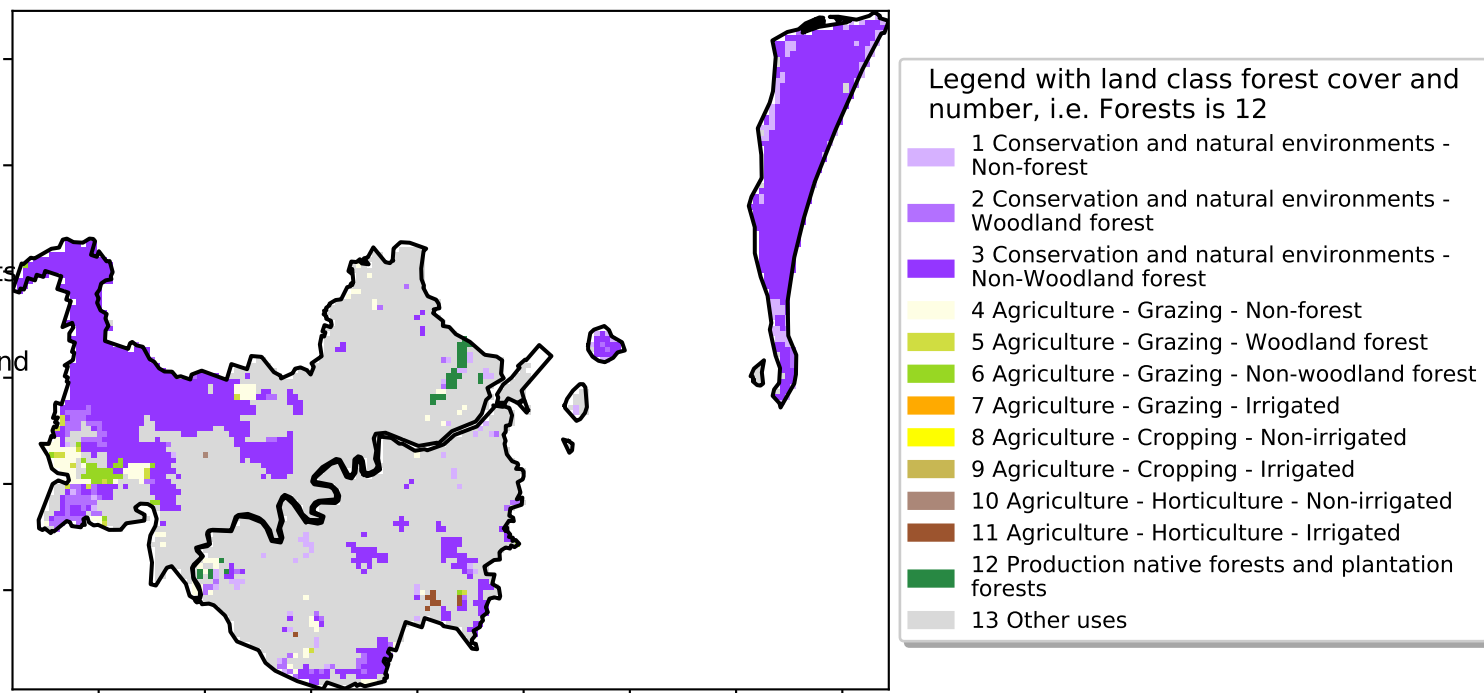 Legend with land class forest cover and
number, i.e. Forests is 12
1 Conservation and natural environments -
Non-forest
2 Conservation and natural environments -
Woodland forest
3 Conservation and natural environments -
Non-Woodland forest
4 Agriculture - Grazing - Non-forest
5 Agriculture - Grazing - Woodland forest
6 Agriculture - Grazing - Non-woodland forest
7 Agriculture - Grazing - Irrigated
8 Agriculture - Cropping - Non-irrigated
9 Agriculture - Cropping - Irrigated
10 Agriculture - Horticulture - Non-irrigated
11 Agriculture - Horticulture - Irrigated
12 Production native forests and plantation
forests
13 Other uses